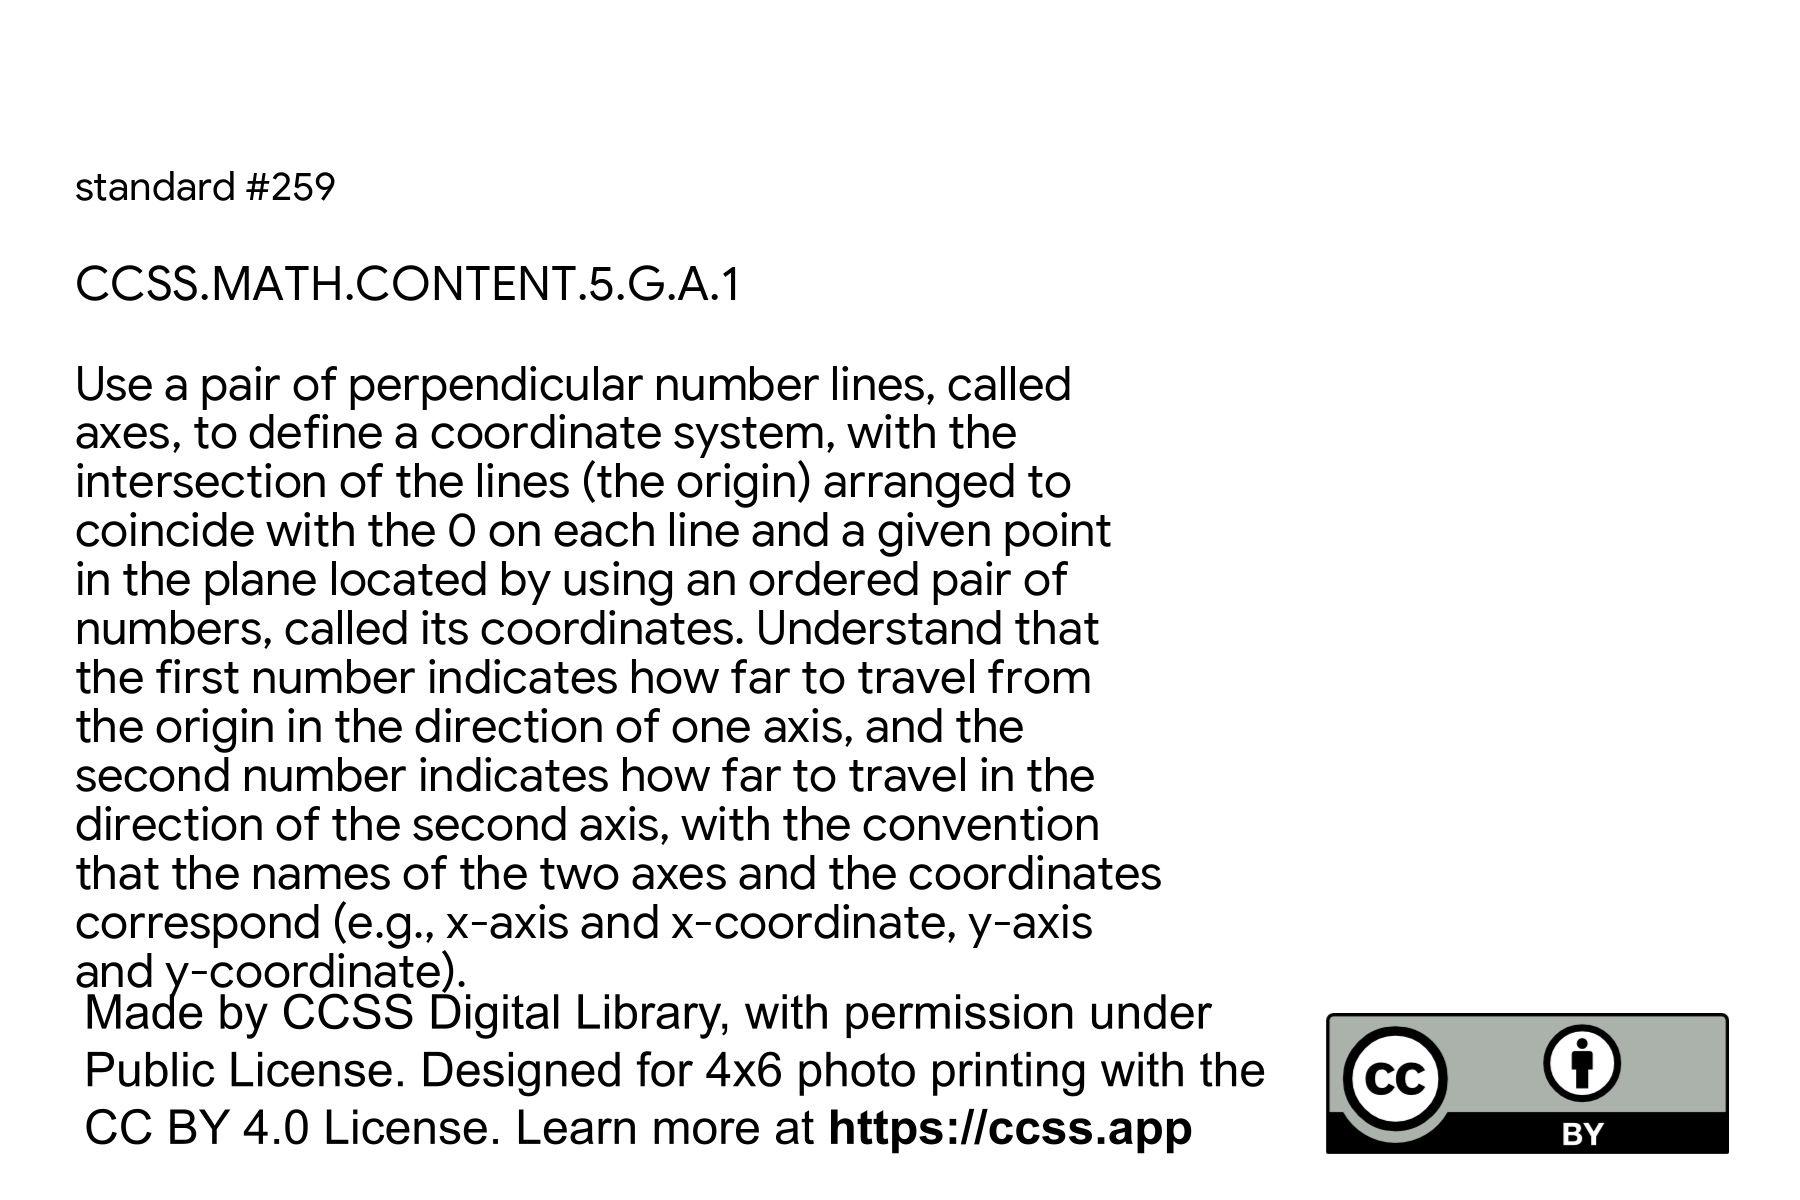 standard #259
CCSS.MATH.CONTENT.5.G.A.1
Use a pair of perpendicular number lines, called
axes, to define a coordinate system, with the
intersection of the lines (the origin) arranged to
coincide with the 0 on each line and a given point
in the plane located by using an ordered pair of
numbers, called its coordinates. Understand that
the first number indicates how far to travel from
the origin in the direction of one axis, and the
second number indicates how far to travel in the
direction of the second axis, with the convention
that the names of the two axes and the coordinates
correspond (e.g., x-axis and x-coordinate, y-axis
and y-coordinate).
Made by CCSS Digital Library, with permission under
Public License. Designed for 4x6 photo printing with the
CC BY 4.0 License. Learn more at https://ccss.app
CC
BY